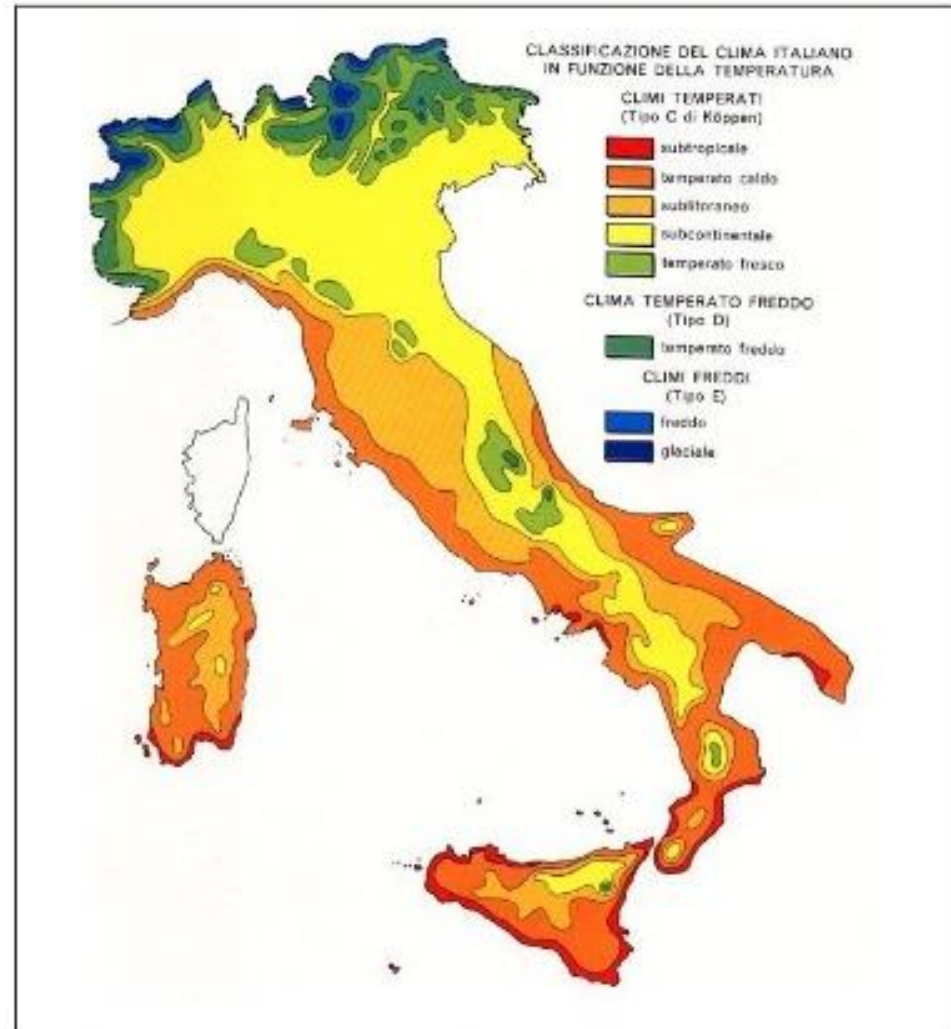 CLASSIFICAZIONE DEL CLIMA ITALIANO
IN FUNZIONE DELLA TEMPERATURA
CLIMI TEMPERATI
(Tipo C di Köppen)
subtropicale
temperato caldo
sublitoraneo
subcontinentale
temperato fresco
CLIMA TEMPERATO FREDDO
(Tipo D)
temperato freddo
CLIMI FREDDI
(Tipo E)
freddo
glaciale